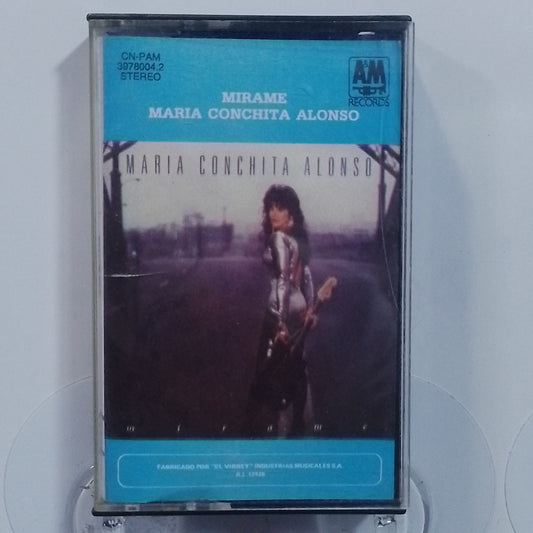 CN-PAM
3978004.2
STEREO
A&M
RECORDS
MIRAME
MARIA CONCHITA ALONSO
MARIA CONCHITA ALONSO
mirame
FABRICADO POR "EL VIRREY" INDUSTRIAS MUSICALES S.A